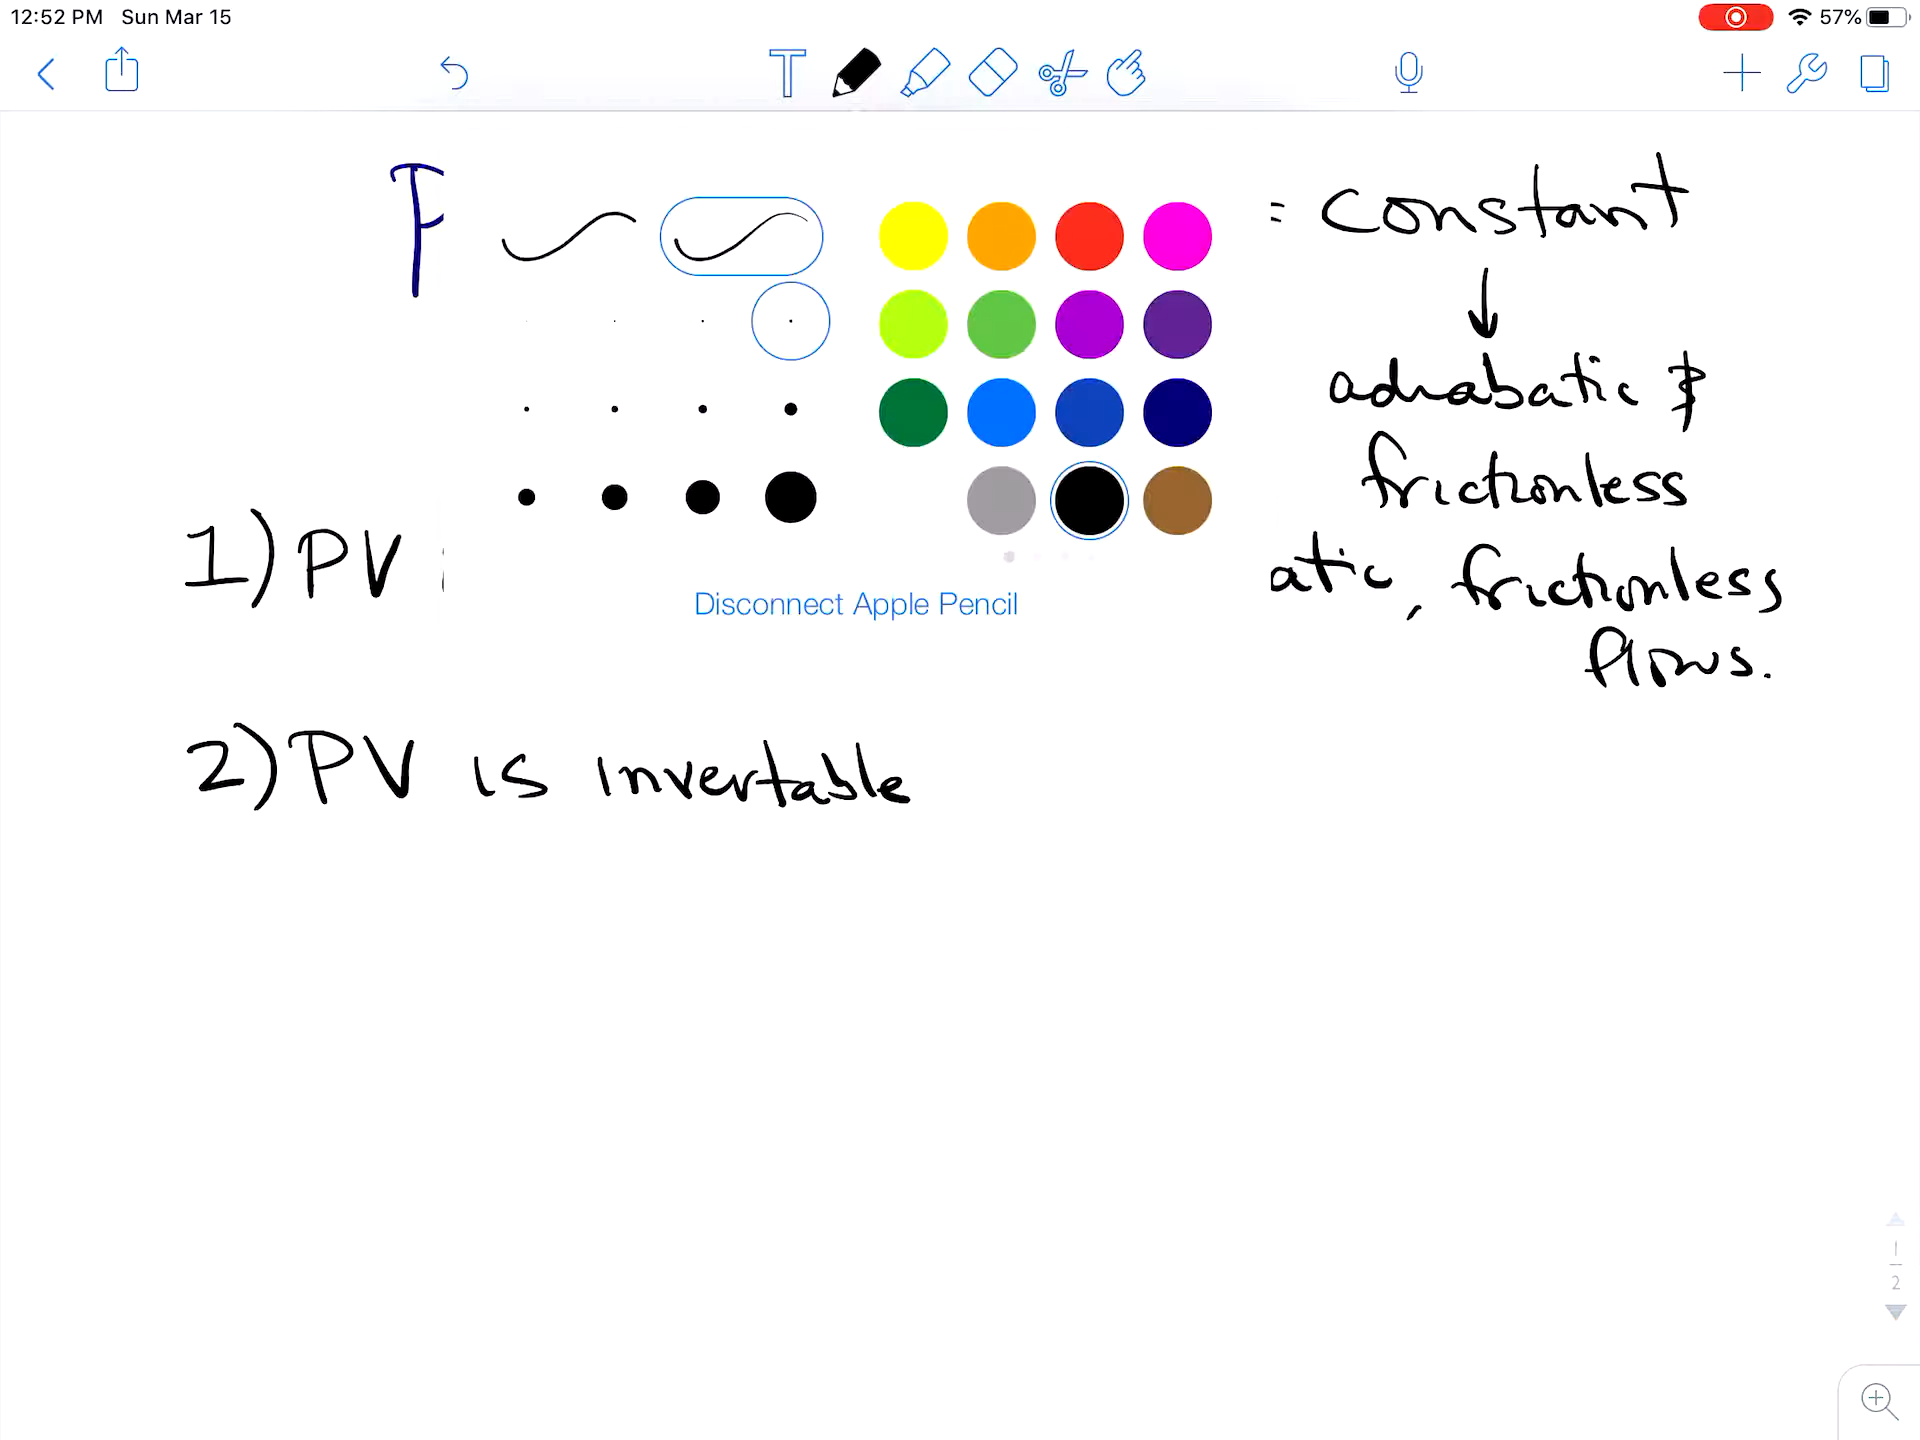 12:52 PM Sun Mar 15 57%
T
P = constant
↓
adiabatic &
frictionless
1) PV atic, frictionless
flows.
Disconnect Apple Pencil
2) PV is invertable
1
2